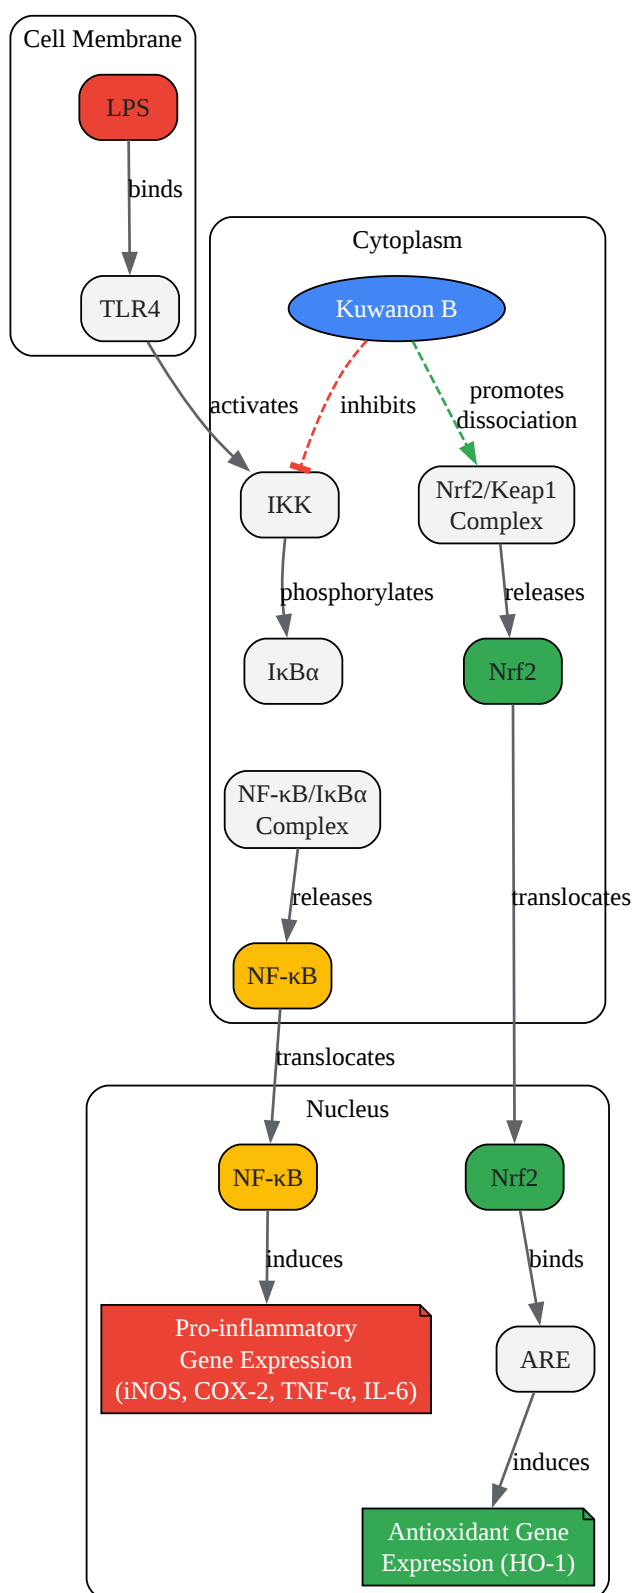 Cell Membrane
LPS
binds
TLR4
Cytoplasm
Kuwanon B
activates
inhibits
promotes
dissociation
IKK
Nrf2/Keap1
Complex
phosphorylates
releases
IκBα
Nrf2
NF-κB/IκBα
Complex
releases
translocates
NF-κB
translocates
Nucleus
NF-κB
Nrf2
induces
binds
Pro-inflammatory
Gene Expression
(iNOS, COX-2, TNF-α, IL-6)
ARE
induces
Antioxidant Gene
Expression (HO-1)